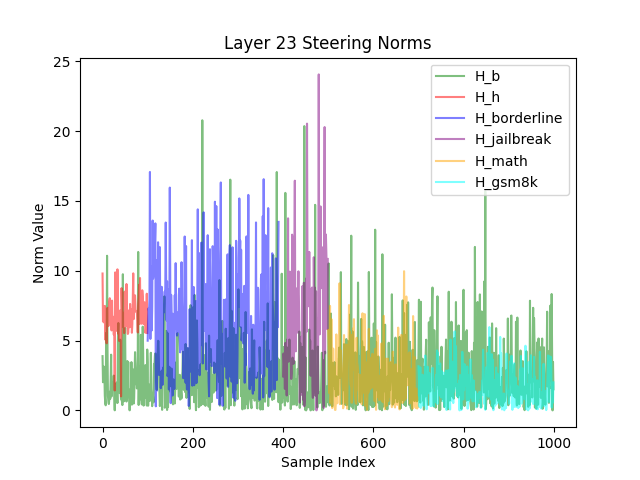 Layer 23 Steering Norms
25
20
15
10
5
0
Norm Value
H_b
H_h
H_borderline
H_jailbreak
H_math
H_gsm8k
0 200 400 600 800 1000
Sample Index